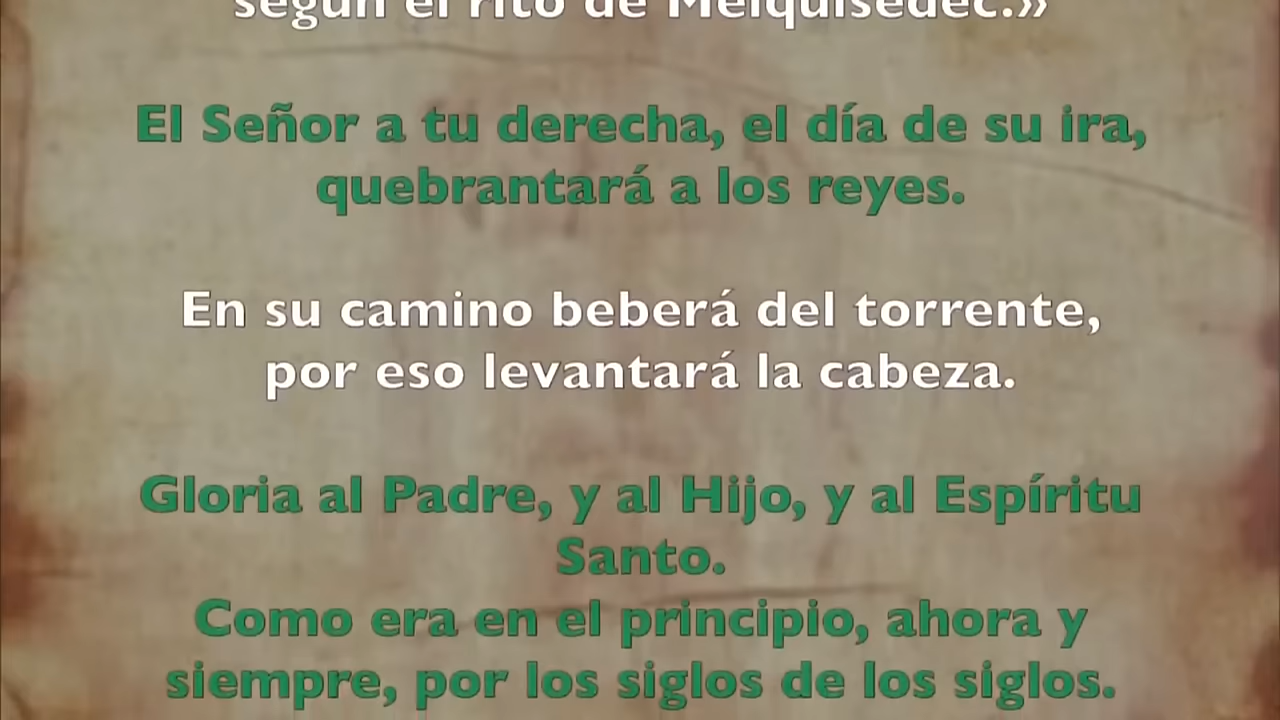 según el rito de Melquisedec.»
El Señor a tu derecha, el día de su ira,
quebrantará a los reyes.
En su camino beberá del torrente,
por eso levantará la cabeza.
Gloria al Padre, y al Hijo, y al Espíritu
Santo.
Como era en el principio, ahora y
siempre, por los siglos de los siglos.